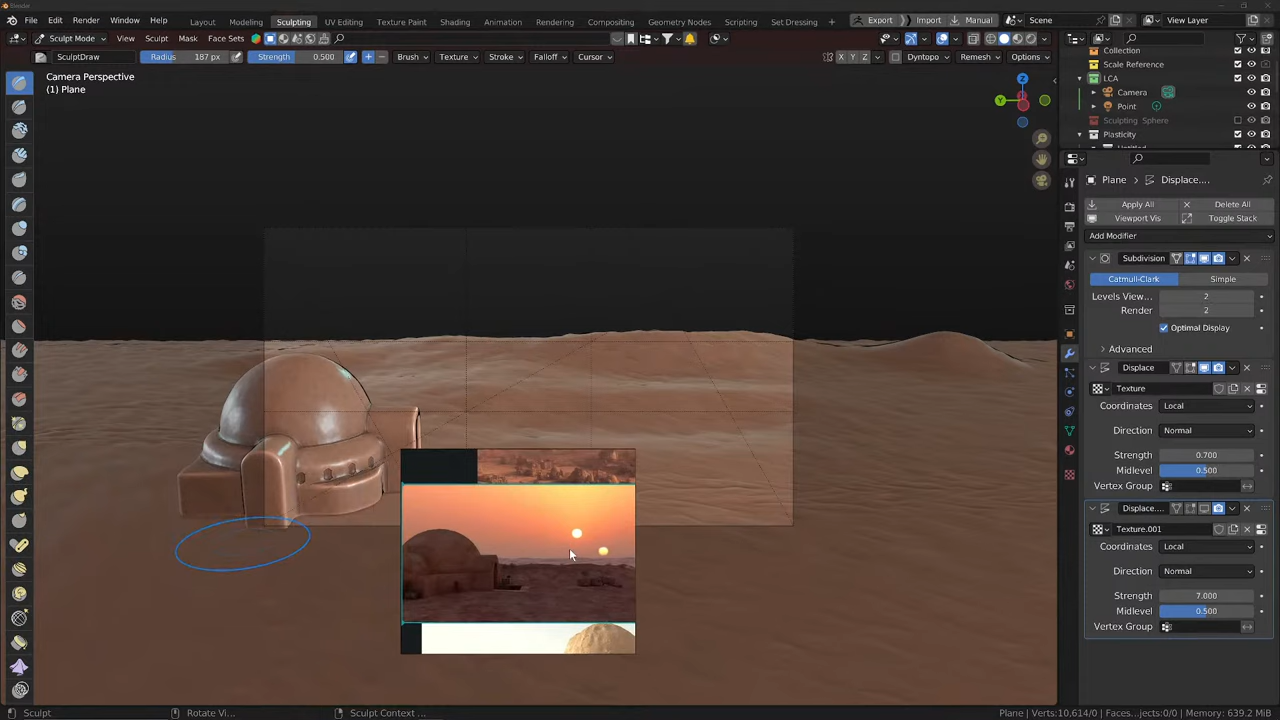 Blender
File Edit Render Window Help Layout Modeling Sculpting UV Editing Texture Paint Shading Animation Rendering Compositing Geometry Nodes Scripting Set Dressing + Export Import Manual Scene View Layer
Sculpt Mode View Sculpt Mask Face Sets
SculptDraw Radius 187 px Strength 0.500 + − Brush Texture Stroke Falloff Cursor X Y Z Dyntopo Remesh Options
Camera Perspective
(1) Plane
Z
Y
Collection
Scale Reference
LCA
Camera
Point
Sculpting Sphere
Plasticity
Plane > Displace....
Apply All Delete All
Viewport Vis Toggle Stack
Add Modifier
Subdivision
Catmull-Clark Simple
Levels View... 2
Render 2
Optimal Display
Advanced
Displace
Texture
Coordinates Local
Direction Normal
Strength 0.700
Midlevel 0.500
Vertex Group
Displace....
Texture.001
Coordinates Local
Direction Normal
Strength 7.000
Midlevel 0.500
Vertex Group
Sculpt Rotate Vi... Sculpt Context ... Plane | Verts:10,614/0 | Faces...jects:0/0 | Memory: 639.2 MiB